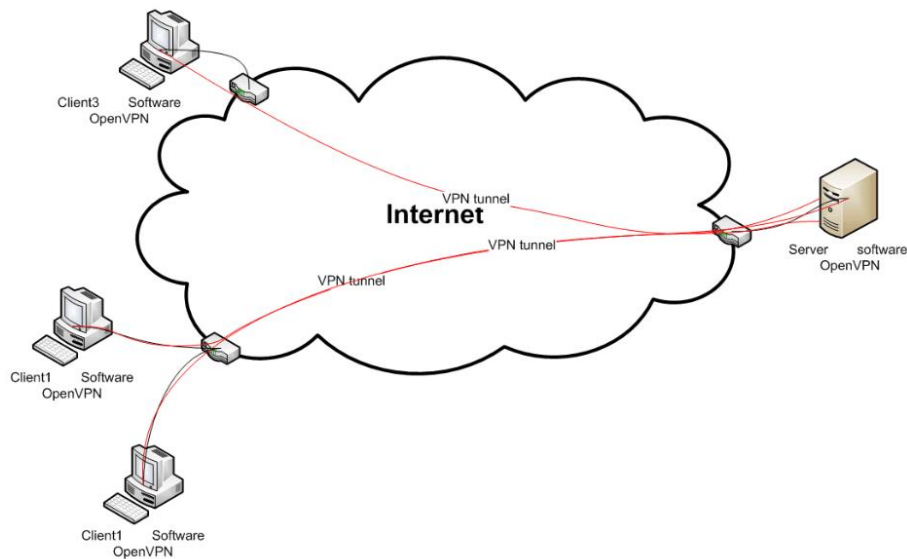 Client3 Software
OpenVPN
VPN tunnel
Internet
VPN tunnel
Server software
OpenVPN
VPN tunnel
Client1 Software
OpenVPN
Client1 Software
OpenVPN